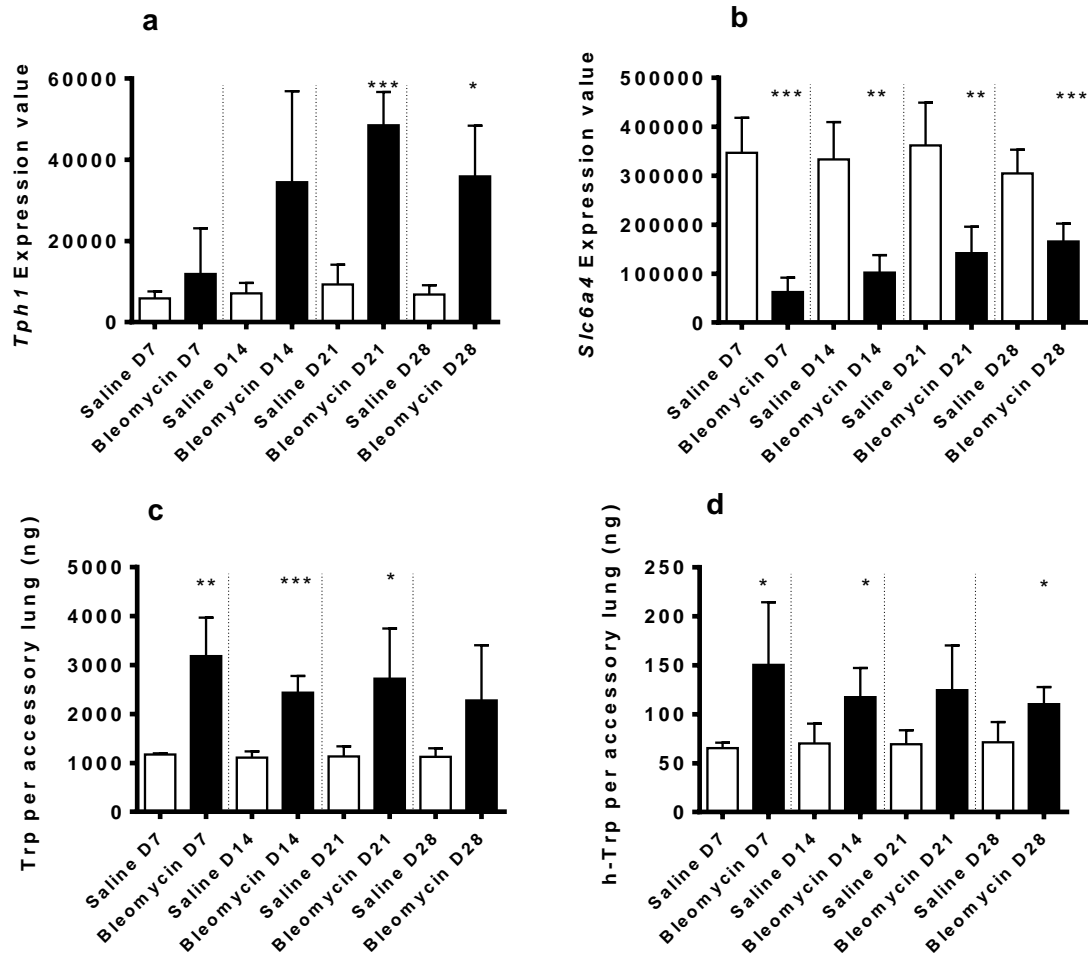 a
Tph1 Expression value
60000
40000
20000
0
*** *
Saline D7
Bleomycin D7
Saline D14
Bleomycin D14
Saline D21
Bleomycin D21
Saline D28
Bleomycin D28
b
Slc6a4 Expression value
500000
400000
300000
200000
100000
0
*** ** ** ***
Saline D7
Bleomycin D7
Saline D14
Bleomycin D14
Saline D21
Bleomycin D21
Saline D28
Bleomycin D28
c
Trp per accessory lung (ng)
5000
4000
3000
2000
1000
0
** *** *
Saline D7
Bleomycin D7
Saline D14
Bleomycin D14
Saline D21
Bleomycin D21
Saline D28
Bleomycin D28
d
h-Trp per accessory lung (ng)
250
200
150
100
50
0
* * *
Saline D7
Bleomycin D7
Saline D14
Bleomycin D14
Saline D21
Bleomycin D21
Saline D28
Bleomycin D28